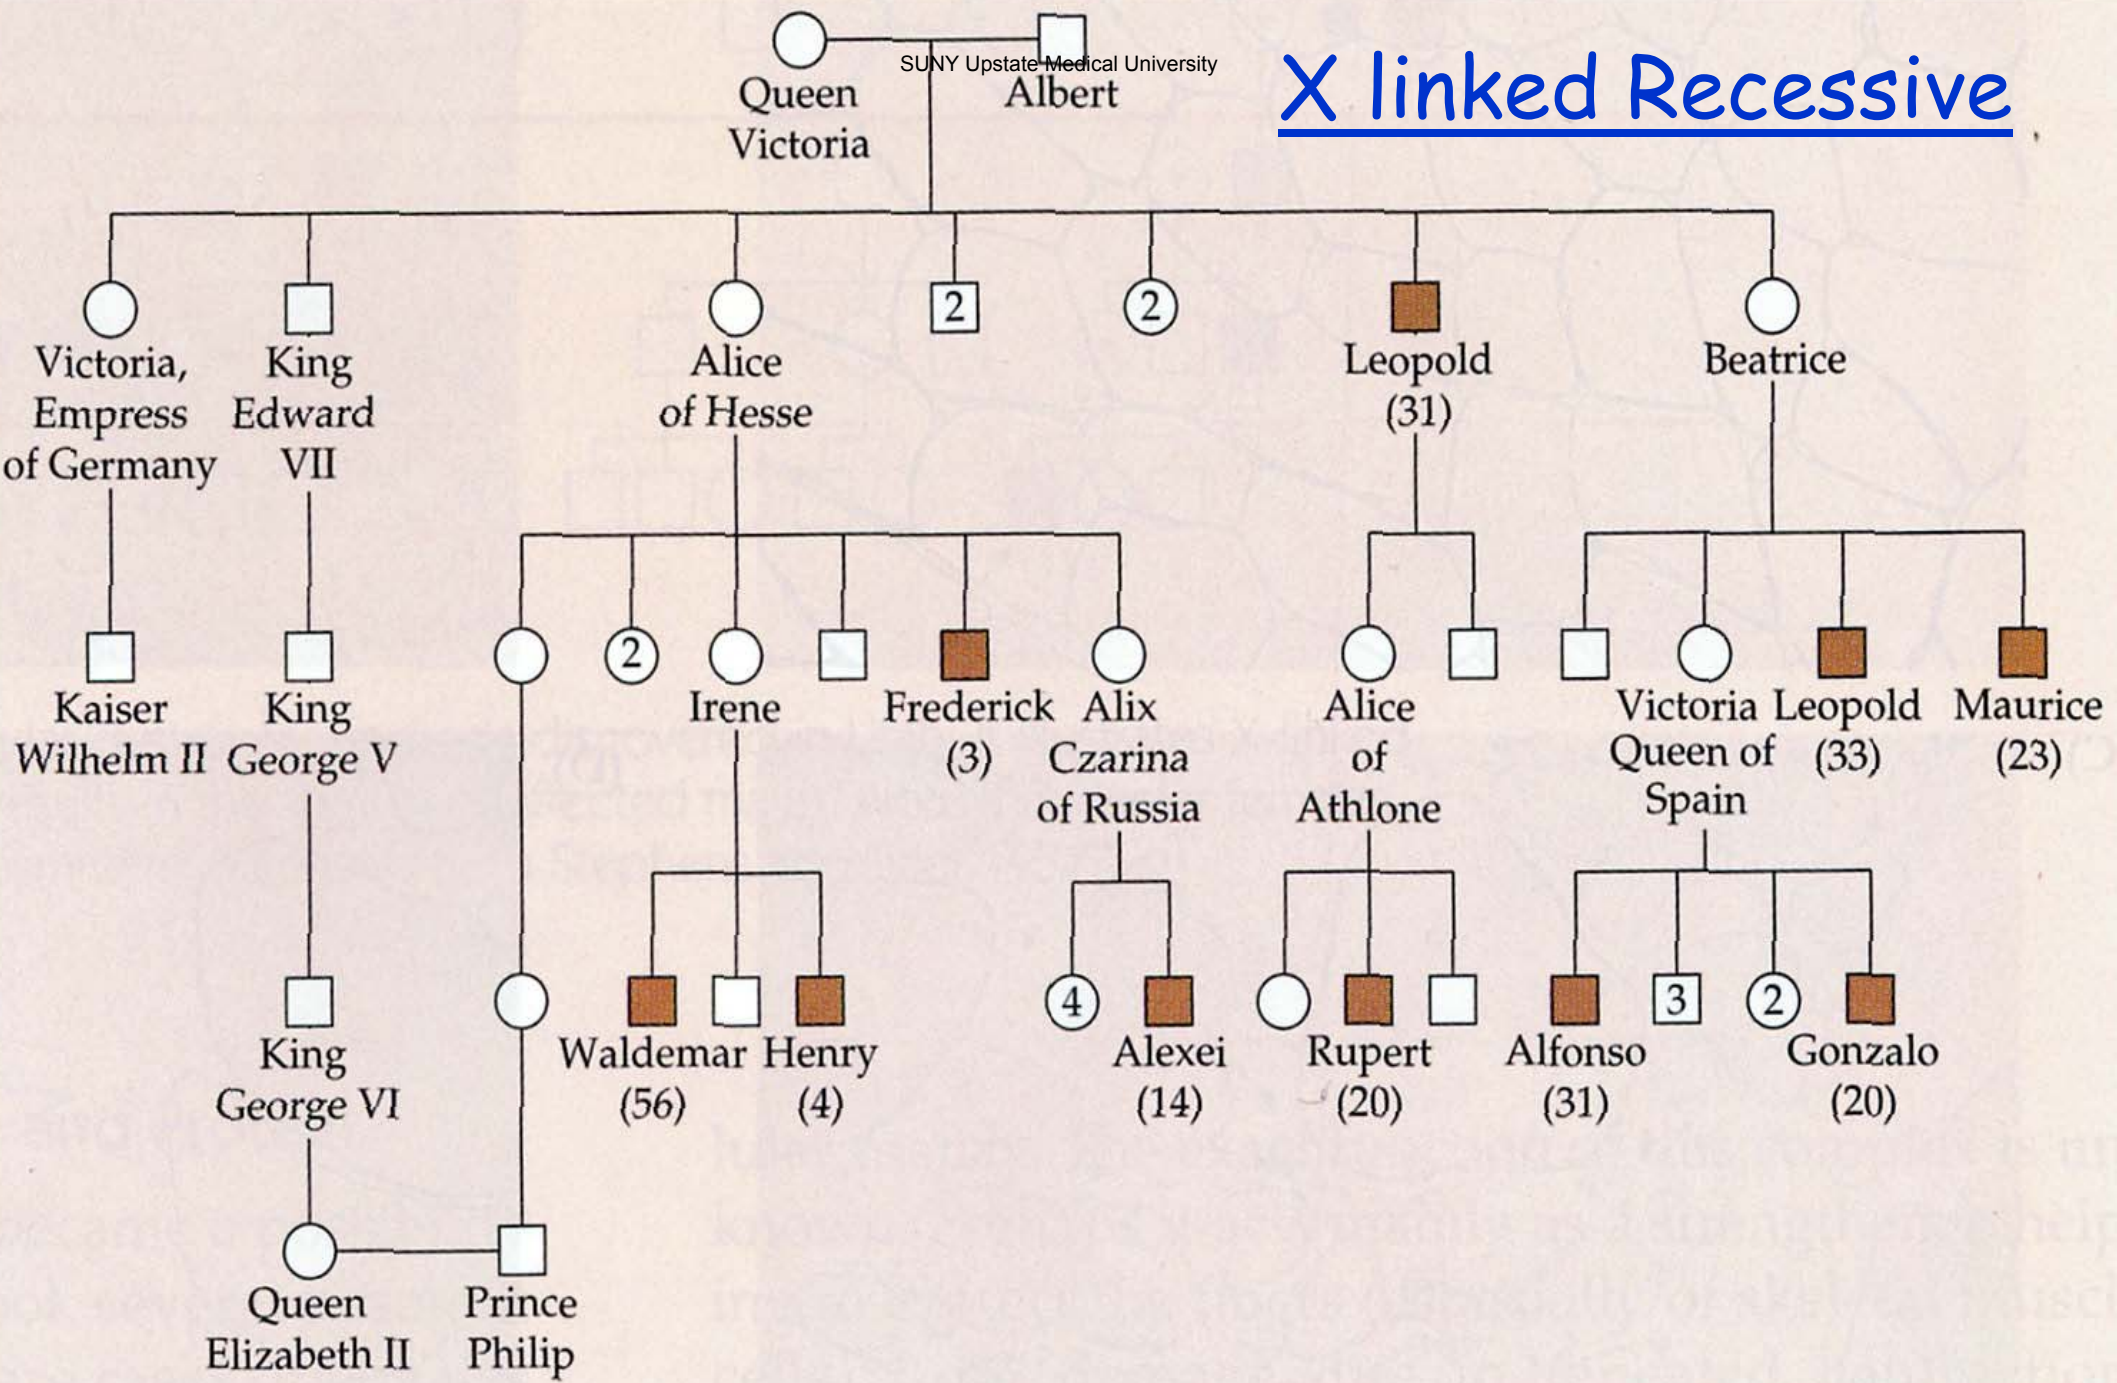 SUNY Upstate Medical University
X linked Recessive
Queen
Victoria
Albert
2
2
Victoria,
Empress
of Germany
King
Edward
VII
Alice
of Hesse
Leopold
(31)
Beatrice
2
Kaiser
Wilhelm II
King
George V
Irene
Frederick
(3)
Alix
Czarina
of Russia
Alice
of
Athlone
Victoria
Queen of
Spain
Leopold
(33)
Maurice
(23)
4
3
2
King
George VI
Waldemar
(56)
Henry
(4)
Alexei
(14)
Rupert
(20)
Alfonso
(31)
Gonzalo
(20)
Queen
Elizabeth II
Prince
Philip